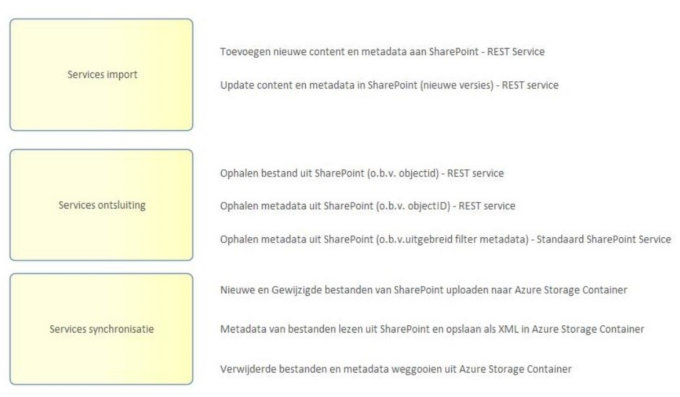 Services import
Toevoegen nieuwe content en metadata aan SharePoint - REST Service
Update content en metadata in SharePoint (nieuwe versies) - REST service
Services ontsluiting
Ophalen bestand uit SharePoint (o.b.v. objectid) - REST service
Ophalen metadata uit SharePoint (o.b.v. objectID) - REST service
Ophalen metadata uit SharePoint (o.b.v.uitgebreid filter metadata) - Standaard SharePoint Service
Services synchronisatie
Nieuwe en Gewijzigde bestanden van SharePoint uploaden naar Azure Storage Container
Metadata van bestanden lezen uit SharePoint en opslaan als XML in Azure Storage Container
Verwijderde bestanden en metadata weggooien uit Azure Storage Container